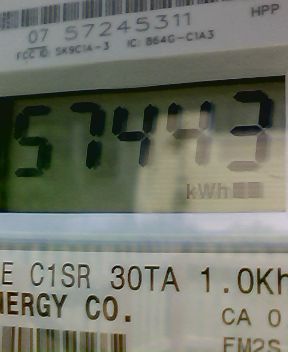 HPP
07 57245311
FCC ID: SK9C1A-3 IC: 864G-C1A3
57443
kWh
E C1SR 30TA 1.0Kh
NERGY CO.
CA 0
FM2S